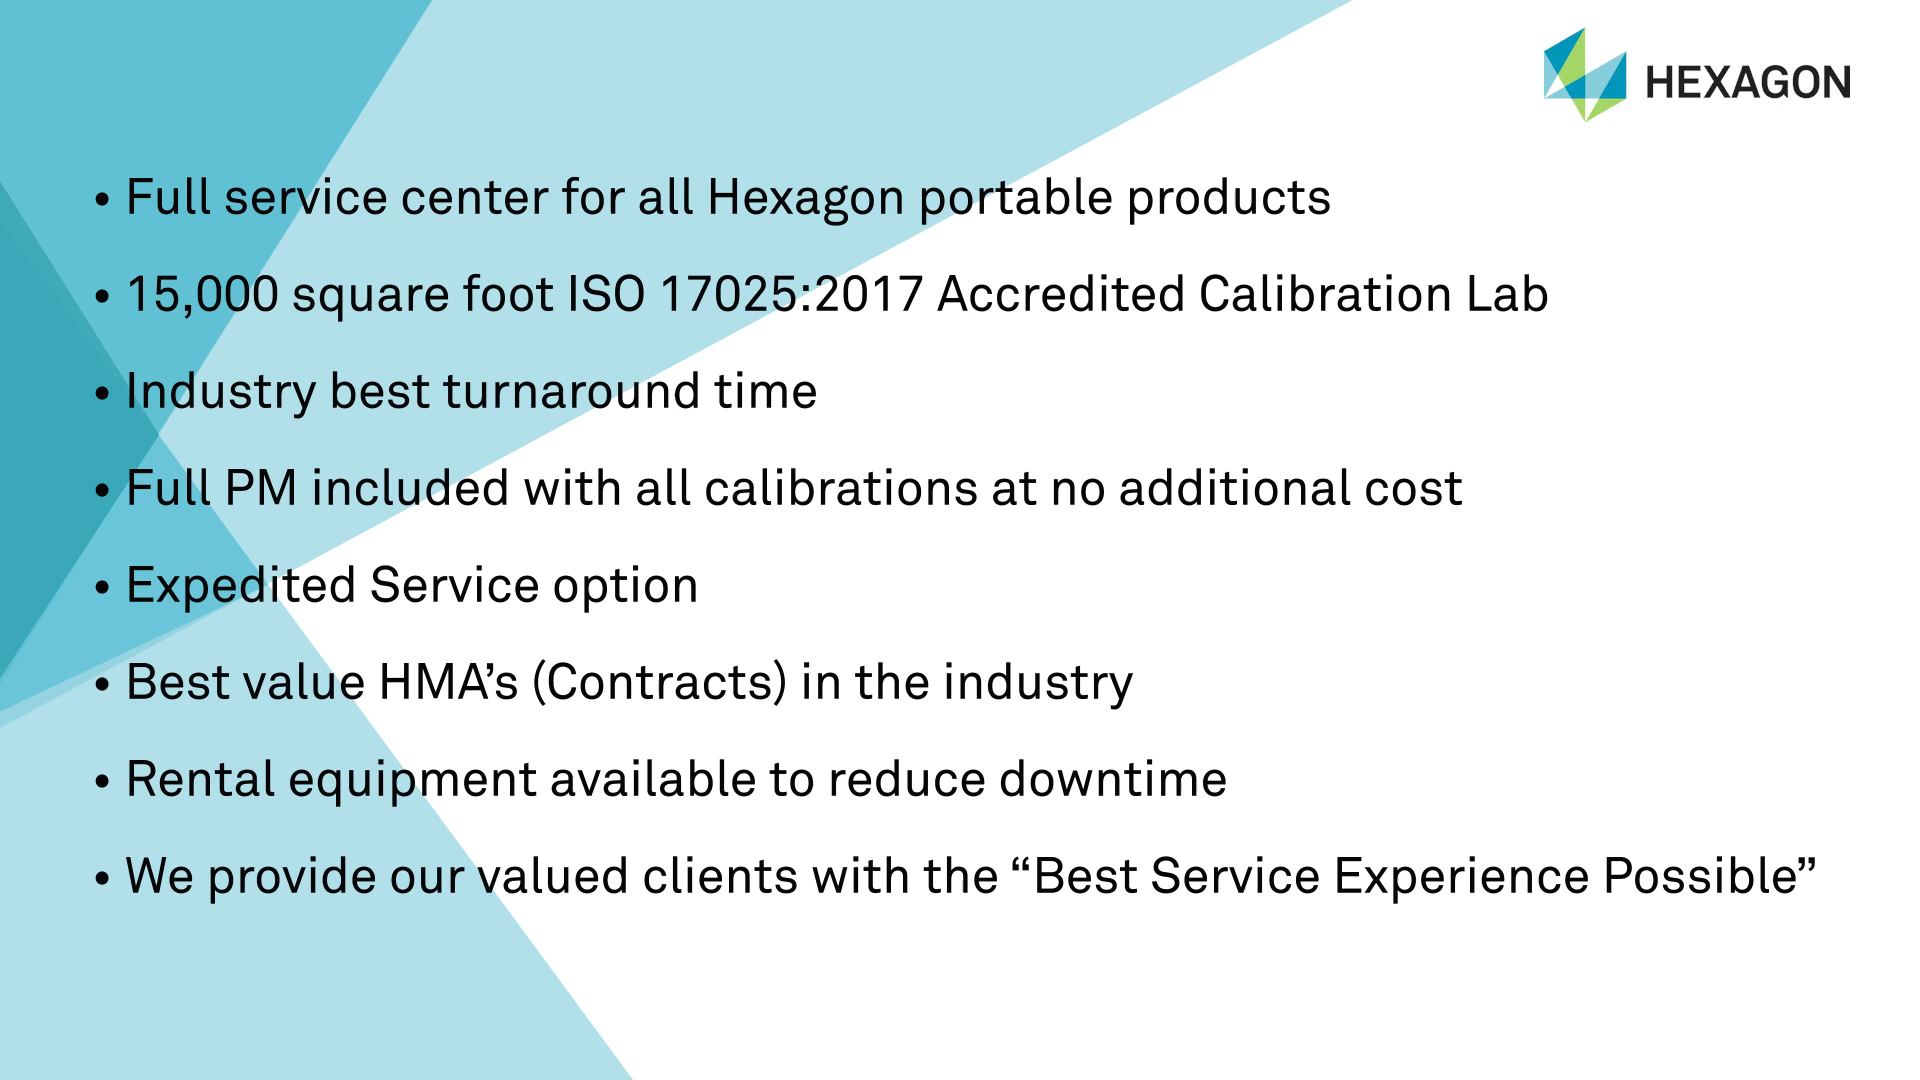 HEXAGON
• Full service center for all Hexagon portable products
• 15,000 square foot ISO 17025:2017 Accredited Calibration Lab
• Industry best turnaround time
• Full PM included with all calibrations at no additional cost
• Expedited Service option
• Best value HMA’s (Contracts) in the industry
• Rental equipment available to reduce downtime
• We provide our valued clients with the “Best Service Experience Possible”